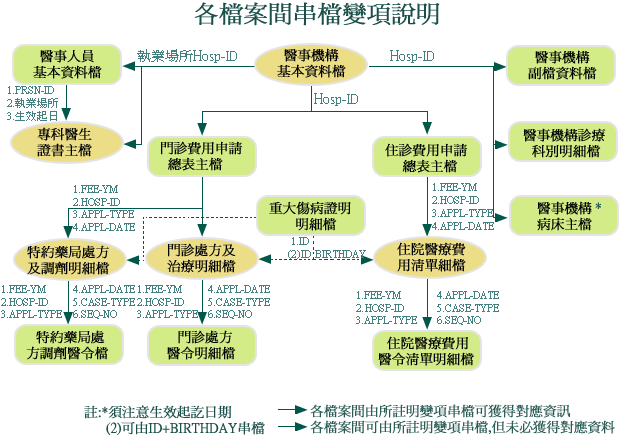 各檔案間串檔變項說明
醫事人員
基本資料檔
執業場所Hosp-ID
醫事機構
基本資料檔
Hosp-ID
醫事機構
副檔資料檔
1.PRSN-ID
2.執業場所
3.生效起日
Hosp-ID
專科醫生
證書主檔
門診費用申請
總表主檔
住診費用申請
總表主檔
醫事機構診療
科別明細檔
1.FEE-YM
2.HOSP-ID
3.APPL-TYPE
4.APPL-DATE
重大傷病證明
明細檔
1.FEE-YM
2.HOSP-ID
3.APPL-TYPE
4.APPL-DATE
醫事機構*
病床主檔
特約藥局處方
及調劑明細檔
門診處方及
治療明細檔
1.ID
(2)ID BIRTHDAY
住院醫療費
用清單細檔
1.FEE-YM
2.HOSP-ID
3.APPL-TYPE
4.APPL-DATE
5.CASE-TYPE
6.SEQ-NO
1.FEE-YM
2.HOSP-ID
3.APPL-TYPE
4.APPL-DATE
5.CASE-TYPE
6.SEQ-NO
1.FEE-YM
2.HOSP-ID
3.APPL-TYPE
4.APPL-DATE
5.CASE-TYPE
6.SEQ-NO
特約藥局處
方調劑醫令檔
門診處方
醫令明細檔
住院醫療費用
醫令清單明細檔
註:*須注意生效起訖日期
各檔案間由所註明變項串檔可獲得對應資訊
(2)可由ID+BIRTHDAY串檔
各檔案間可由所註明變項串檔,但未必獲得對應資料